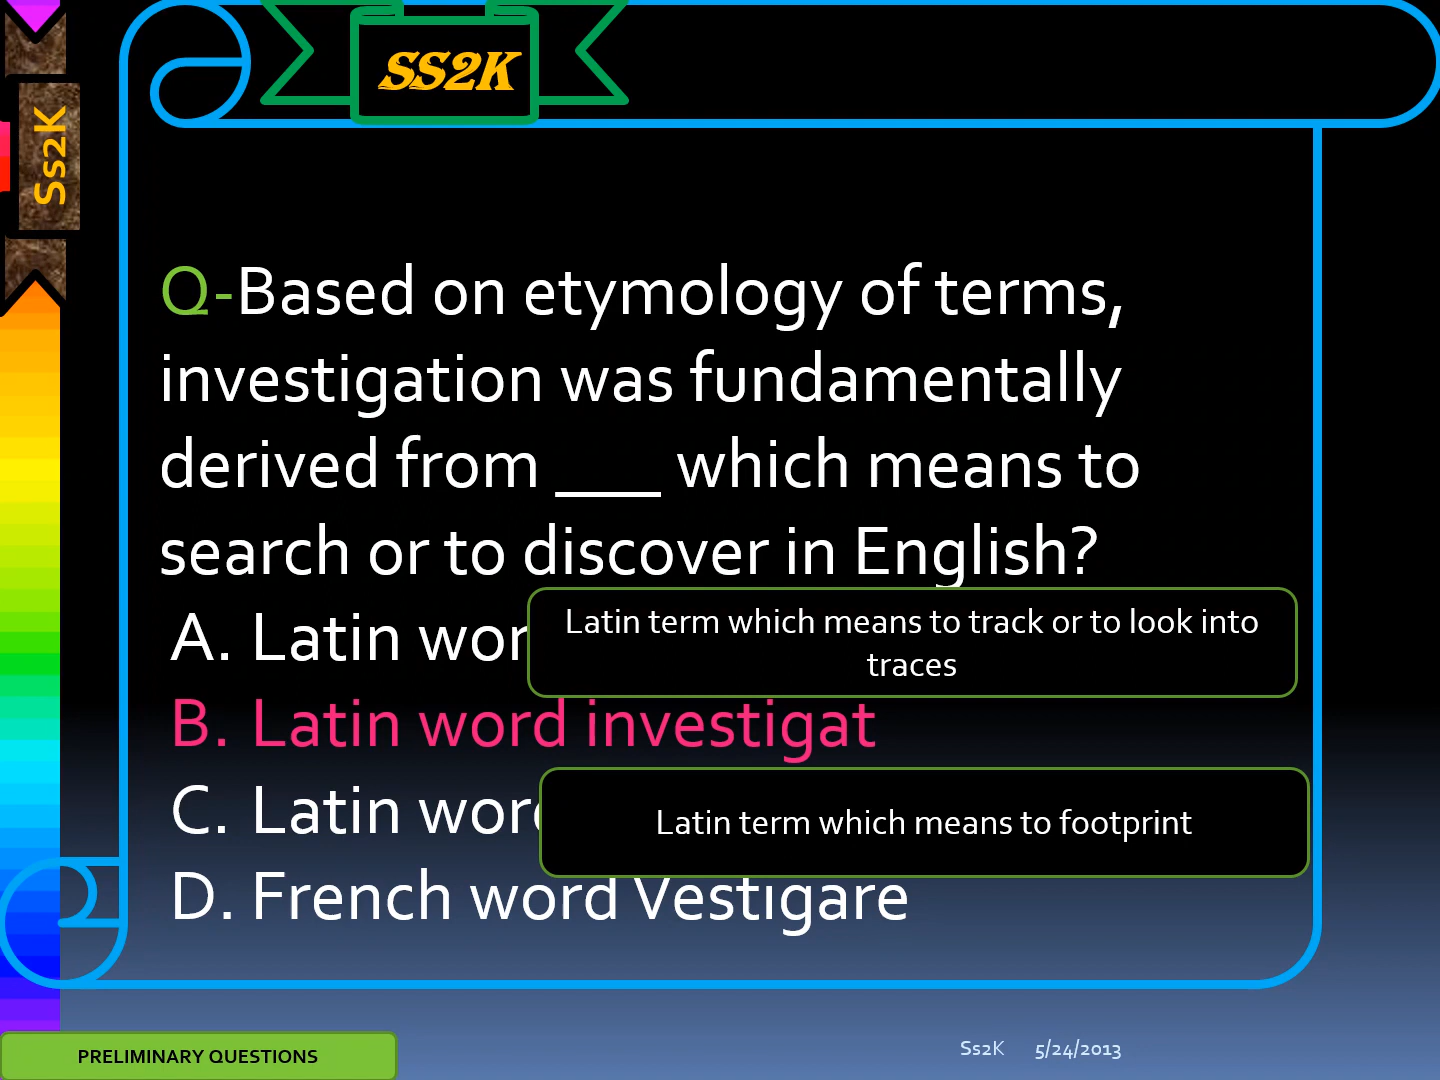 SS2K
Ss2K
Q-Based on etymology of terms,
investigation was fundamentally
derived from ____ which means to
search or to discover in English?
A. Latin wor
Latin term which means to track or to look into
traces
B. Latin word investigat
C. Latin word
Latin term which means to footprint
D. French word Vestigare
PRELIMINARY QUESTIONS
Ss2K 5/24/2013